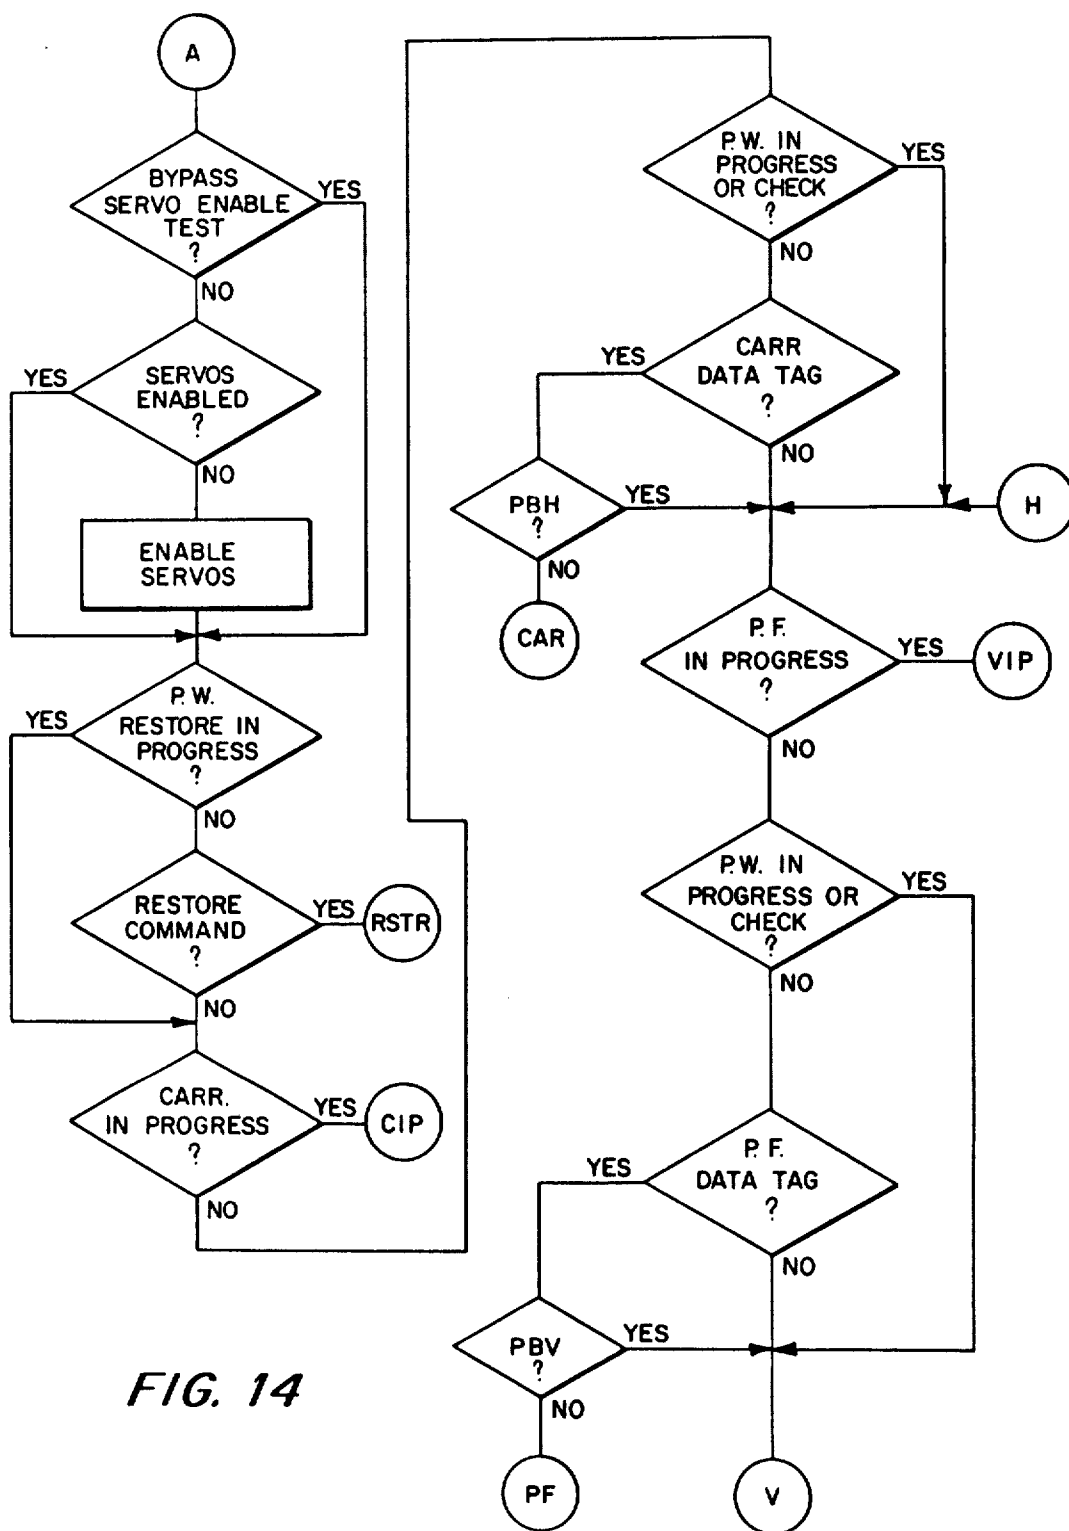 A
BYPASS
SERVO ENABLE
TEST
?
YES
NO
SERVOS
ENABLED
?
YES
NO
ENABLE
SERVOS
P.W.
RESTORE IN
PROGRESS
?
YES
NO
RESTORE
COMMAND
?
YES
RSTR
NO
CARR.
IN PROGRESS
?
YES
CIP
NO
P.W. IN
PROGRESS
OR CHECK
?
YES
NO
CARR
DATA TAG
?
YES
NO
PBH
?
YES
NO
CAR
H
P.F.
IN PROGRESS
?
YES
VIP
NO
P.W. IN
PROGRESS OR
CHECK
?
YES
NO
P.F.
DATA TAG
?
YES
NO
PBV
?
YES
NO
PF
V
FIG. 14